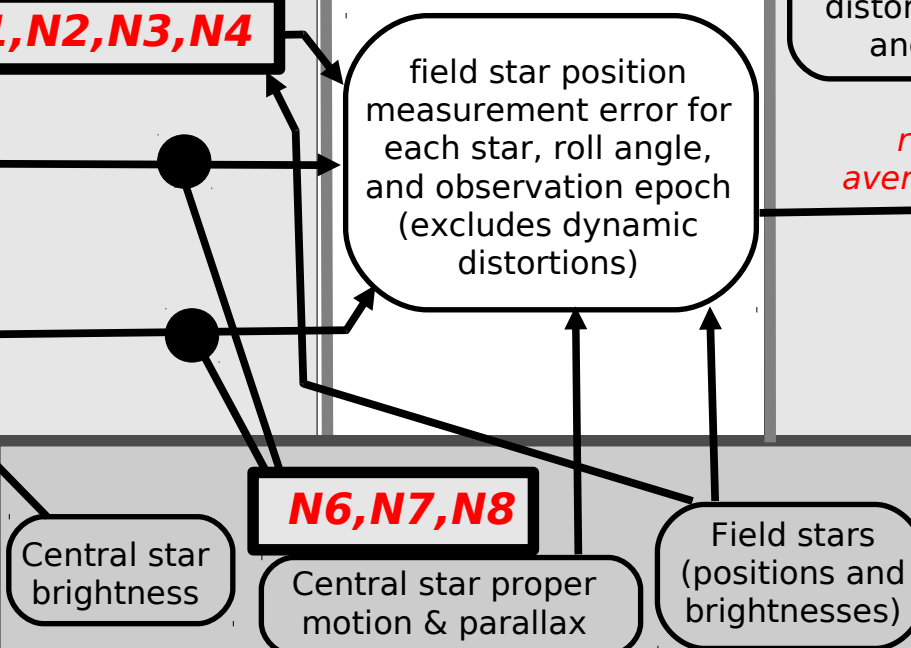 ,N2,N3,N4
field star position
measurement error for
each star, roll angle,
and observation epoch
(excludes dynamic
distortions)
N6,N7,N8
Central star
brightness
Central star proper
motion & parallax
Field stars
(positions and
brightnesses)